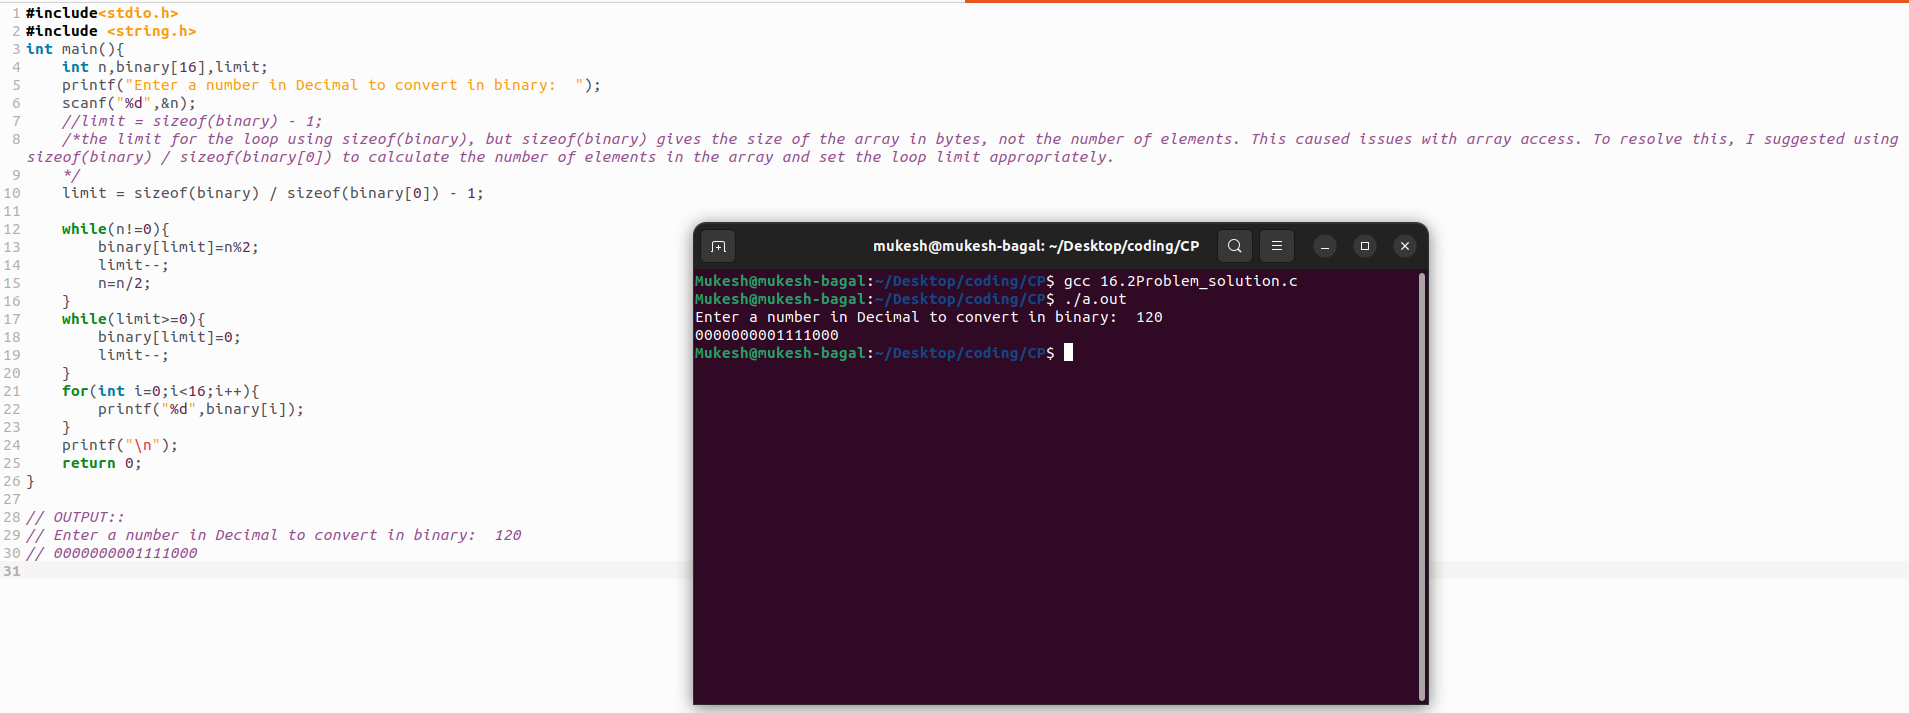 1 #include<stdio.h>
2 #include <string.h>
3 int main(){
4     int n,binary[16],limit;
5     printf("Enter a number in Decimal to convert in binary:  ");
6     scanf("%d",&n);
7     //limit = sizeof(binary) - 1;
8     /*the limit for the loop using sizeof(binary), but sizeof(binary) gives the size of the array in bytes, not the number of elements. This caused issues with array access. To resolve this, I suggested using
sizeof(binary) / sizeof(binary[0]) to calculate the number of elements in the array and set the loop limit appropriately.
9     */
10     limit = sizeof(binary) / sizeof(binary[0]) - 1;
11
12     while(n!=0){
13         binary[limit]=n%2;
14         limit--;
15         n=n/2;
16     }
17     while(limit>=0){
18         binary[limit]=0;
19         limit--;
20     }
21     for(int i=0;i<16;i++){
22         printf("%d",binary[i]);
23     }
24     printf("\n");
25     return 0;
26 }
27
28 // OUTPUT::
29 // Enter a number in Decimal to convert in binary:  120
30 // 0000000001111000
31
mukesh@mukesh-bagal: ~/Desktop/coding/CP
Mukesh@mukesh-bagal:~/Desktop/coding/CP$ gcc 16.2Problem_solution.c
Mukesh@mukesh-bagal:~/Desktop/coding/CP$ ./a.out
Enter a number in Decimal to convert in binary:  120
0000000001111000
Mukesh@mukesh-bagal:~/Desktop/coding/CP$